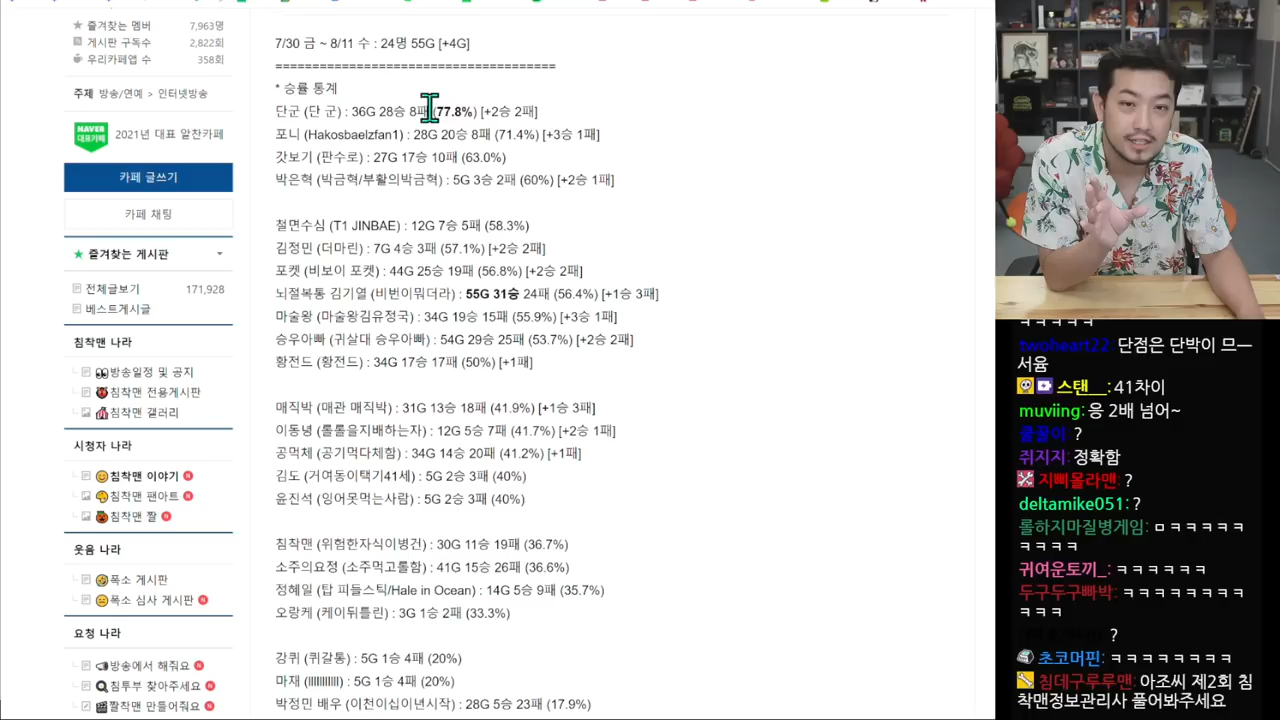 즐겨찾는 멤버 7,963명
게시판 구독수 2,822회
우리카페앱 수 358회
주제 방송/연예 > 인터넷방송
NAVER 대표카페 2021년 대표 알찬카페
카페 글쓰기
카페 채팅
즐겨찾는 게시판
전체글보기 171,928
베스트게시글
침착맨 나라
방송일정 및 공지
침착맨 전용게시판
침착맨 갤러리
시청자 나라
침착맨 이야기 N
침착맨 팬아트 N
침착맨 짤 N
웃음 나라
폭소 게시판
폭소 심사 게시판 N
요청 나라
방송에서 해줘요 N
침투부 찾아주세요 N
짤착맨 만들어줘요 N
7/30 금 ~ 8/11 수 : 24명 55G [+4G]
======================================
* 승률 통계
단군 (단 군) : 36G 28승 8패 (77.8%) [+2승 2패]
포니 (Hakosbaelzfan1) : 28G 20승 8패 (71.4%) [+3승 1패]
갓보기 (판수로) : 27G 17승 10패 (63.0%)
박은혁 (박금혁/부활의박금혁) : 5G 3승 2패 (60%) [+2승 1패]
철면수심 (T1 JINBAE) : 12G 7승 5패 (58.3%)
김정민 (더마린) : 7G 4승 3패 (57.1%) [+2승 2패]
포켓 (비보이 포켓) : 44G 25승 19패 (56.8%) [+2승 2패]
뇌절복통 김기열 (비번이뭐더라) : 55G 31승 24패 (56.4%) [+1승 3패]
마술왕 (마술왕김유정국) : 34G 19승 15패 (55.9%) [+3승 1패]
승우아빠 (귀살대 승우아빠) : 54G 29승 25패 (53.7%) [+2승 2패]
황전드 (황전드) : 34G 17승 17패 (50%) [+1패]
매직박 (매관 매직박) : 31G 13승 18패 (41.9%) [+1승 3패]
이동녕 (롤롤을지배하는자) : 12G 5승 7패 (41.7%) [+2승 1패]
공먹체 (공기먹다체함) : 34G 14승 20패 (41.2%) [+1패]
김도 (거여동이택기41세) : 5G 2승 3패 (40%)
윤진석 (잉어못먹는사람) : 5G 2승 3패 (40%)
침착맨 (위험한자식이병건) : 30G 11승 19패 (36.7%)
소주의요정 (소주먹고롤함) : 41G 15승 26패 (36.6%)
정혜일 (탑 피들스틱/Hale in Ocean) : 14G 5승 9패 (35.7%)
오랑케 (케이뒤틀린) : 3G 1승 2패 (33.3%)
강퀴 (퀴갈통) : 5G 1승 4패 (20%)
마재 (lllllllllll) : 5G 1승 4패 (20%)
박정민 배우 (이천이십이년시작) : 28G 5승 23패 (17.9%)
ㅋㅋㅋㅋㅋ
twoheart22: 단점은 단박이 므ㅡ
서윰
스탠__: 41차이
muviing: 응 2배 넘어~
쿨꿀이: ?
쥐지지: 정확함
지삐몰라맨: ?
deltamike051: ?
롤하지마질병게임: ㅁㅋㅋㅋㅋㅋ
ㅋㅋㅋㅋ
귀여운토끼_: ㅋㅋㅋㅋㅋㅋ
두구두구빠박: ㅋㅋㅋㅋㅋㅋㅋㅋ
ㅋㅋㅋㅋ
?
초코머핀: ㅋㅋㅋㅋㅋㅋㅋㅋ
침데구루루맨: 아조씨 제2회 침
착맨정보관리사 풀어봐주세요